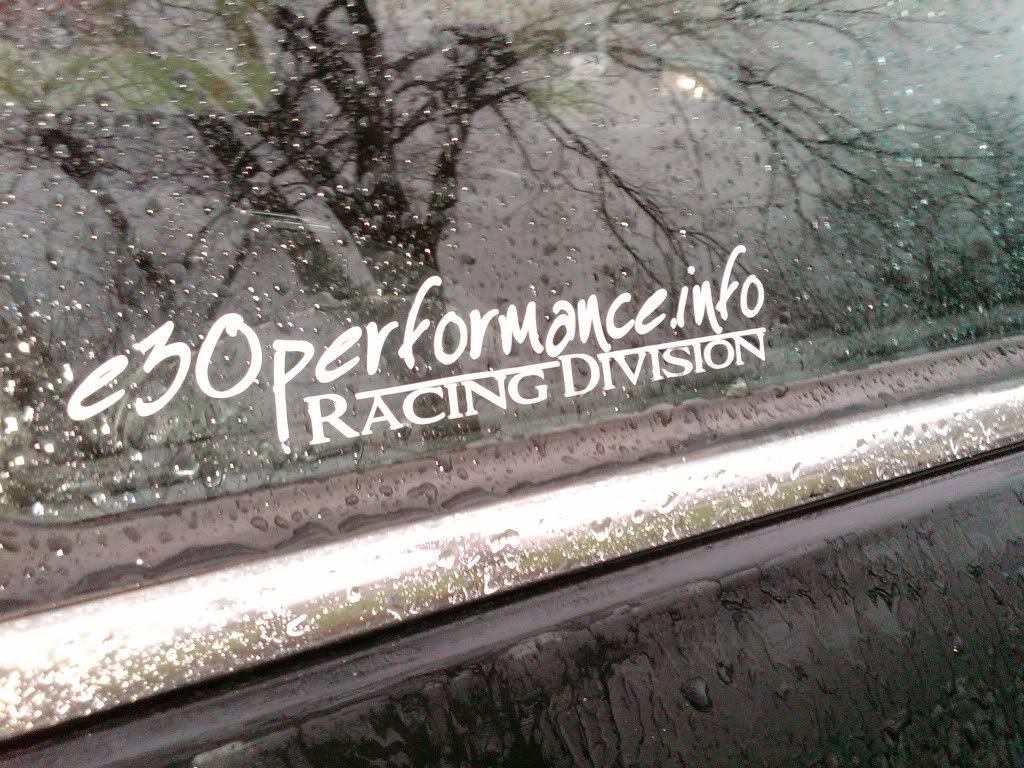 e30performance.info
RACING DIVISION